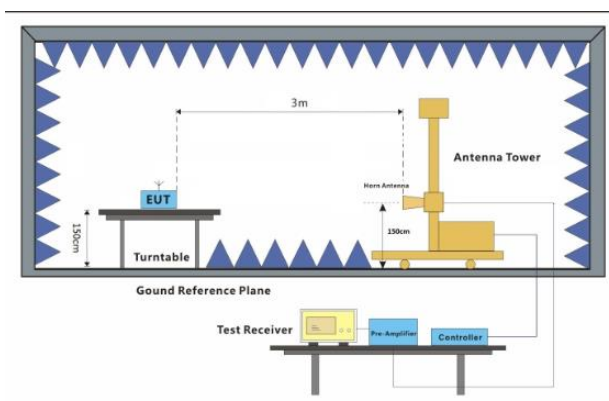 3m
Antenna Tower
Horn Antenna
EUT
150cm
150cm
Turntable
Gound Reference Plane
Test Receiver
Pre-Amplifier
Controller